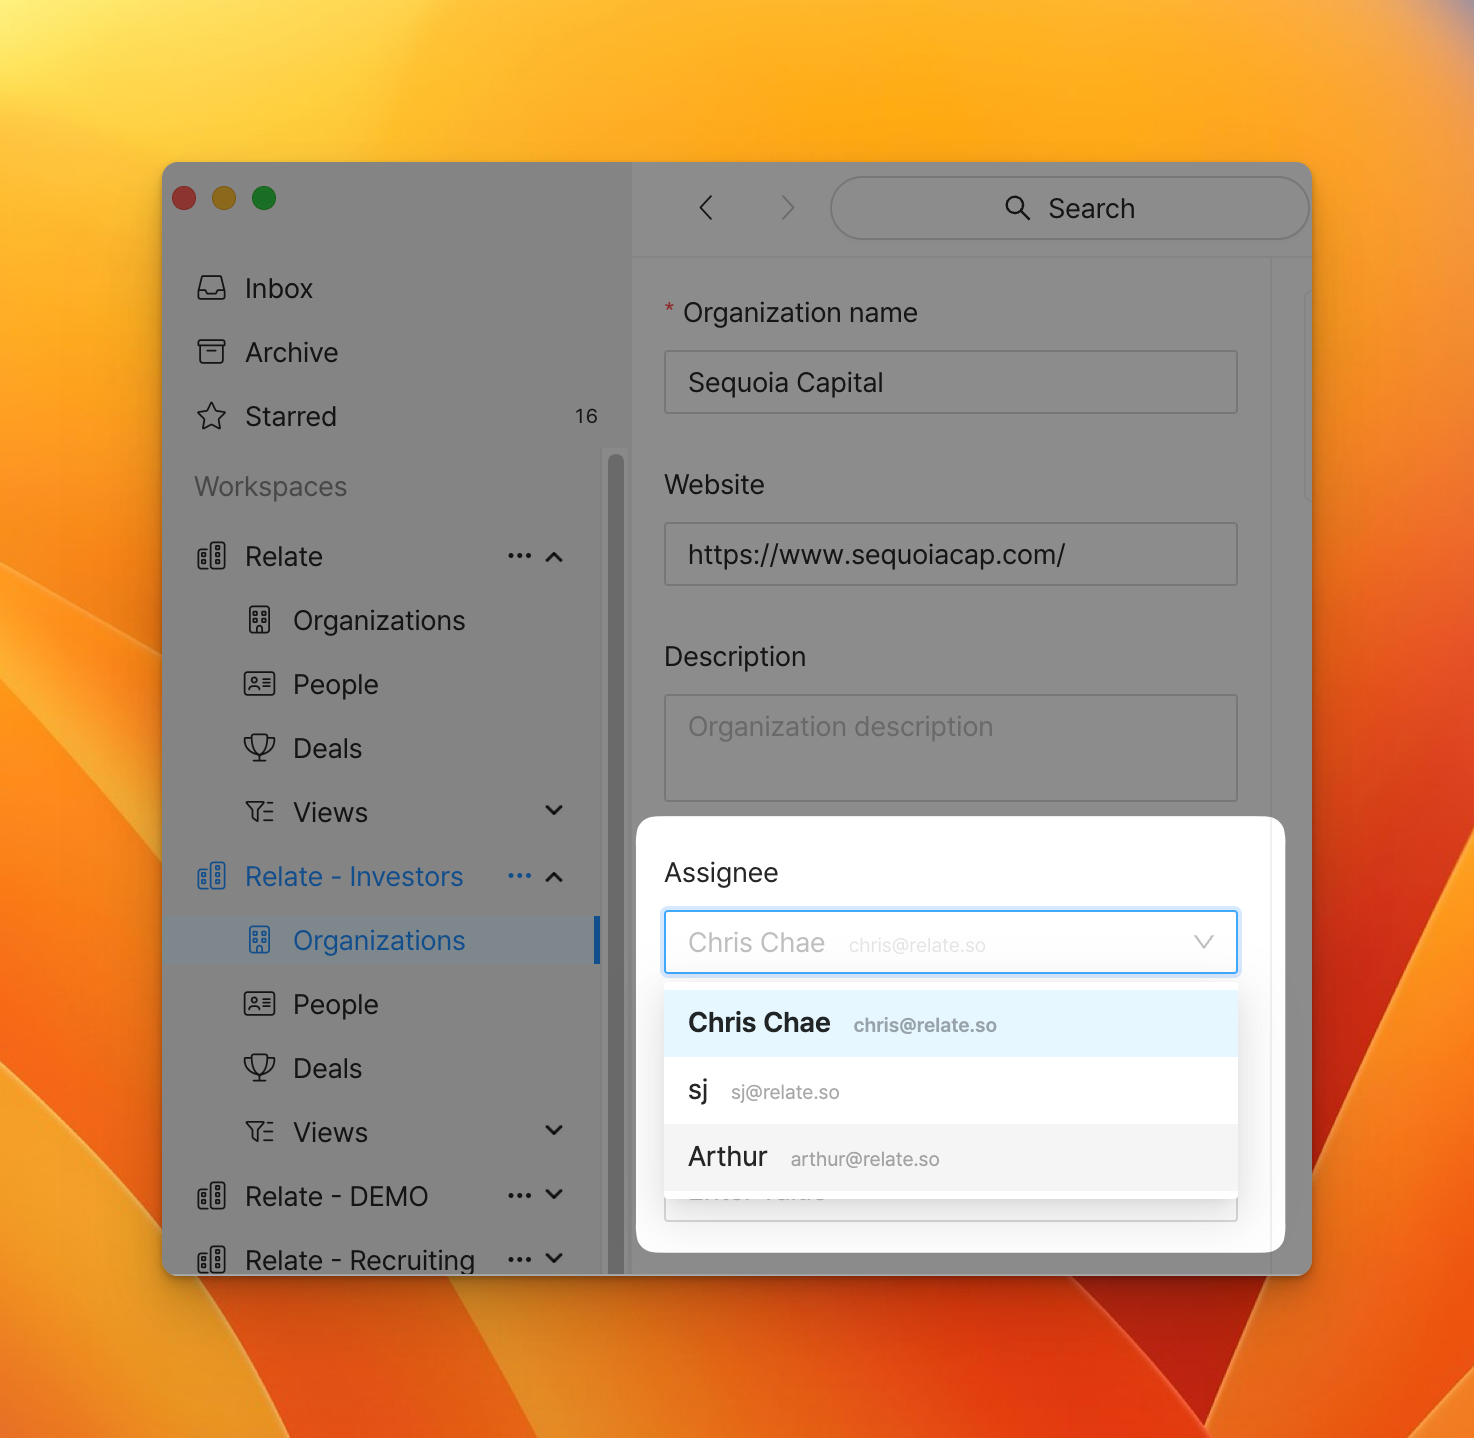 Search
Inbox
Archive
Starred 16
Workspaces
Relate
Organizations
People
Deals
Views
Relate - Investors
Organizations
People
Deals
Views
Relate - DEMO
Relate - Recruiting
* Organization name
Sequoia Capital
Website
https://www.sequoiacap.com/
Description
Organization description
Assignee
Chris Chae chris@relate.so
Chris Chae chris@relate.so
sj sj@relate.so
Arthur arthur@relate.so